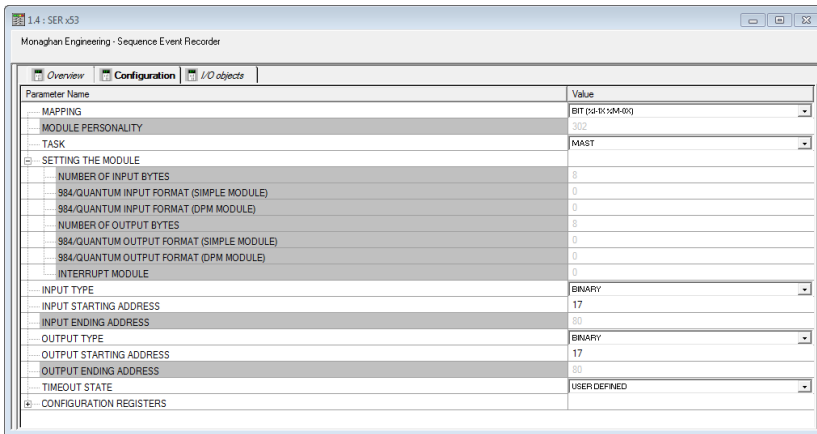 1.4 : SER x53
Monaghan Engineering - Sequence Event Recorder
Overview Configuration I/O objects
Parameter Name Value
MAPPING BIT (%I-1X %M-0X)
MODULE PERSONALITY 302
TASK MAST
SETTING THE MODULE
NUMBER OF INPUT BYTES 8
984/QUANTUM INPUT FORMAT (SIMPLE MODULE) 0
984/QUANTUM INPUT FORMAT (DPM MODULE) 0
NUMBER OF OUTPUT BYTES 8
984/QUANTUM OUTPUT FORMAT (SIMPLE MODULE) 0
984/QUANTUM OUTPUT FORMAT (DPM MODULE) 0
INTERRUPT MODULE 0
INPUT TYPE BINARY
INPUT STARTING ADDRESS 17
INPUT ENDING ADDRESS 80
OUTPUT TYPE BINARY
OUTPUT STARTING ADDRESS 17
OUTPUT ENDING ADDRESS 80
TIMEOUT STATE USER DEFINED
CONFIGURATION REGISTERS